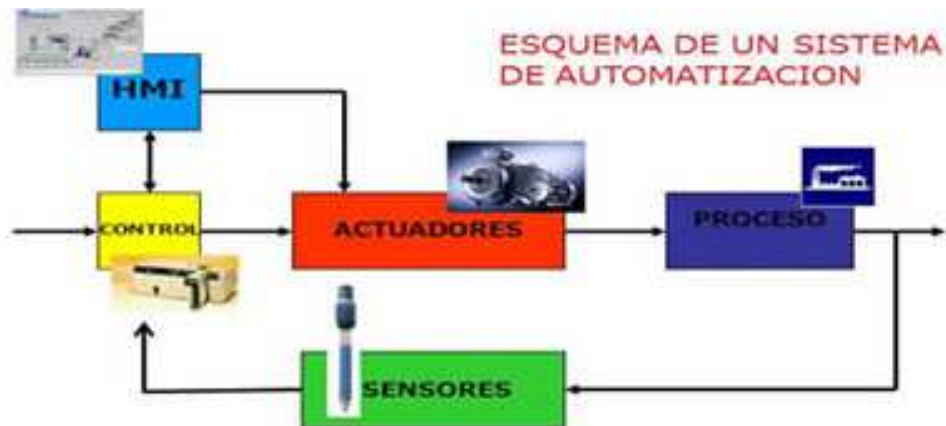 ESQUEMA DE UN SISTEMA
DE AUTOMATIZACION
HMI
CONTROL
ACTUADORES
PROCESO
SENSORES